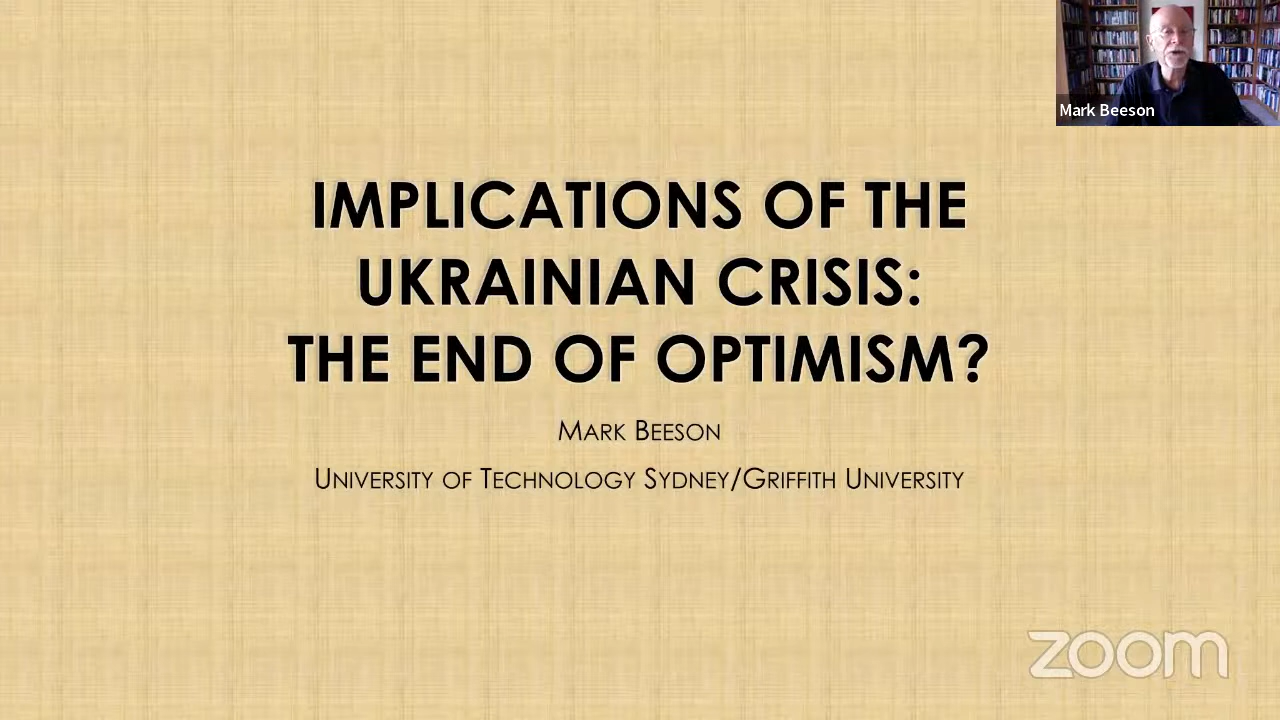 Mark Beeson
IMPLICATIONS OF THE
UKRAINIAN CRISIS:
THE END OF OPTIMISM?
MARK BEESON
UNIVERSITY OF TECHNOLOGY SYDNEY/GRIFFITH UNIVERSITY
zoom